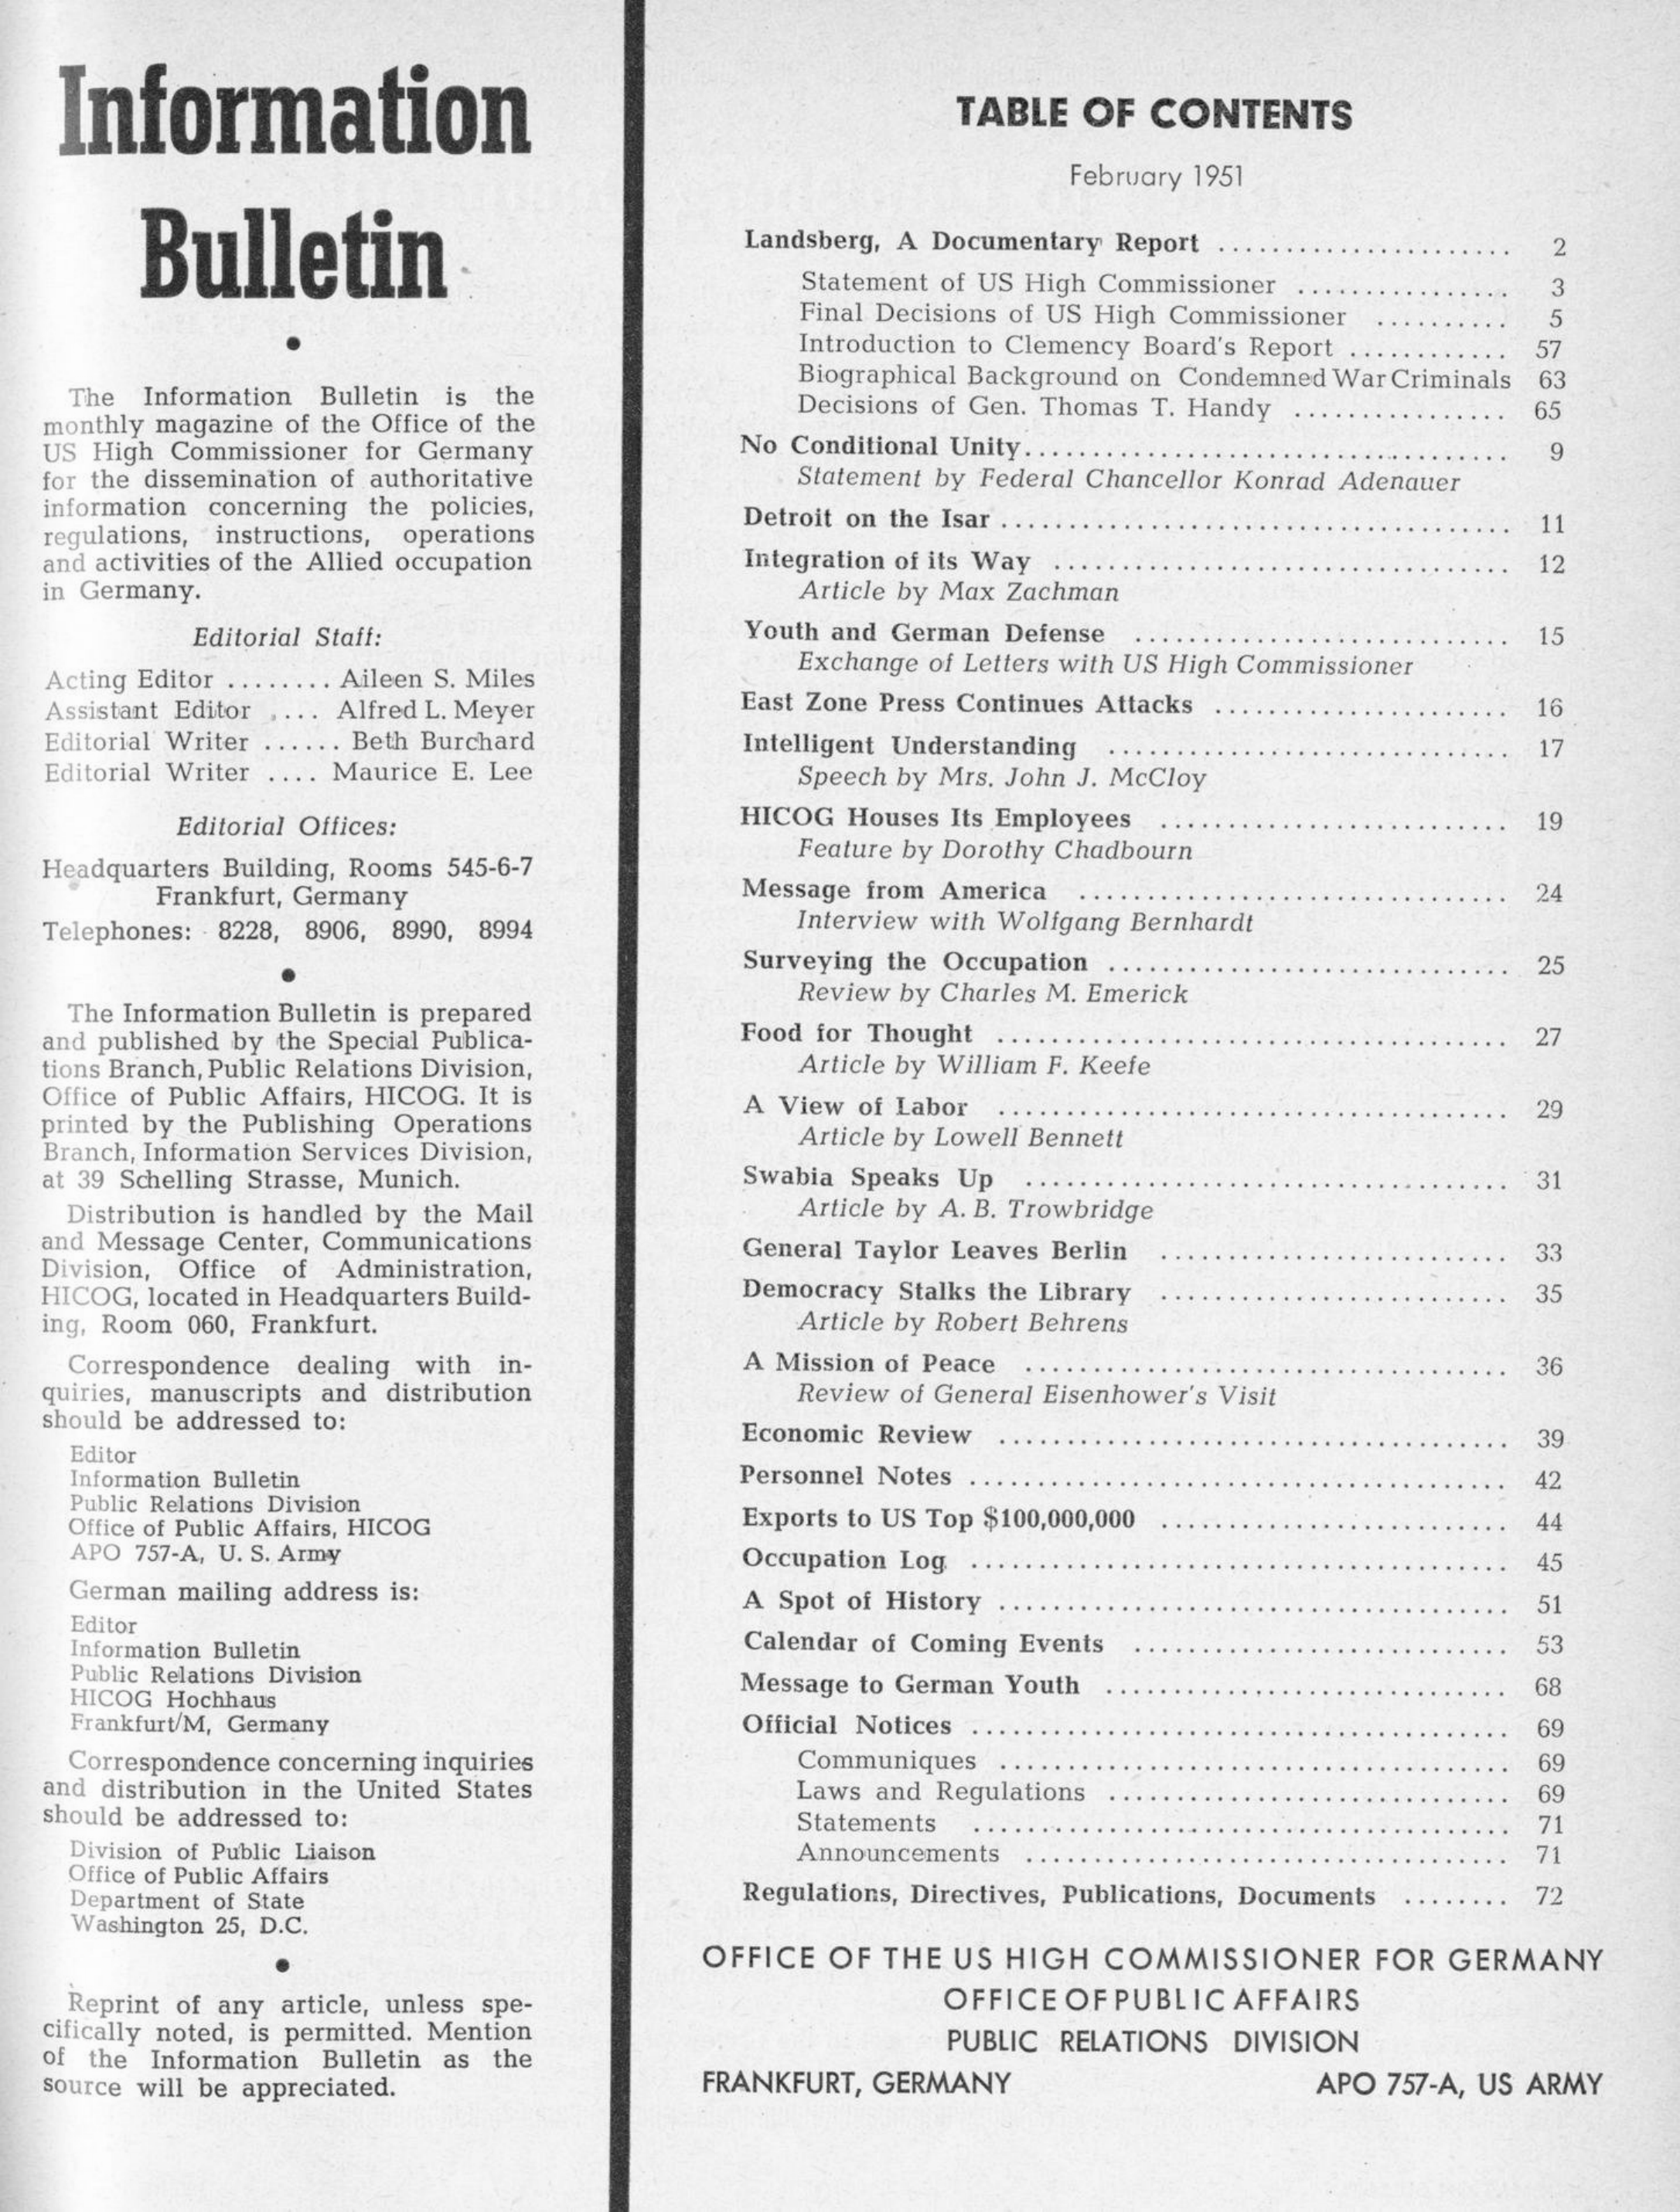 Information
Bulletin
•
The Information Bulletin is the
monthly magazine of the Office of the
US High Commissioner for Germany
for the dissemination of authoritative
information concerning the policies,
regulations, instructions, operations
and activities of the Allied occupation
in Germany.
Editorial Staff:
Acting Editor ........ Aileen S. Miles
Assistant Editor .... Alfred L. Meyer
Editorial Writer ...... Beth Burchard
Editorial Writer .... Maurice E. Lee
Editorial Offices:
Headquarters Building, Rooms 545-6-7
Frankfurt, Germany
Telephones: 8228, 8906, 8990, 8994
•
The Information Bulletin is prepared
and published by the Special Publica-
tions Branch, Public Relations Division,
Office of Public Affairs, HICOG. It is
printed by the Publishing Operations
Branch, Information Services Division,
at 39 Schelling Strasse, Munich.
Distribution is handled by the Mail
and Message Center, Communications
Division, Office of Administration,
HICOG, located in Headquarters Build-
ing, Room 060, Frankfurt.
Correspondence dealing with in-
quiries, manuscripts and distribution
should be addressed to:
Editor
Information Bulletin
Public Relations Division
Office of Public Affairs, HICOG
APO 757-A, U. S. Army
German mailing address is:
Editor
Information Bulletin
Public Relations Division
HICOG Hochhaus
Frankfurt/M, Germany
Correspondence concerning inquiries
and distribution in the United States
should be addressed to:
Division of Public Liaison
Office of Public Affairs
Department of State
Washington 25, D.C.
•
Reprint of any article, unless spe-
cifically noted, is permitted. Mention
of the Information Bulletin as the
source will be appreciated.
TABLE OF CONTENTS
February 1951
Landsberg, A Documentary Report ...................... 2
Statement of US High Commissioner ................ 3
Final Decisions of US High Commissioner .......... 5
Introduction to Clemency Board's Report ............ 57
Biographical Background on Condemned War Criminals 63
Decisions of Gen. Thomas T. Handy ................ 65
No Conditional Unity.................................... 9
Statement by Federal Chancellor Konrad Adenauer
Detroit on the Isar ...................................... 11
Integration of its Way .................................. 12
Article by Max Zachman
Youth and German Defense ............................ 15
Exchange of Letters with US High Commissioner
East Zone Press Continues Attacks ...................... 16
Intelligent Understanding .............................. 17
Speech by Mrs. John J. McCloy
HICOG Houses Its Employees .......................... 19
Feature by Dorothy Chadbourn
Message from America ................................ 24
Interview with Wolfgang Bernhardt
Surveying the Occupation .............................. 25
Review by Charles M. Emerick
Food for Thought ...................................... 27
Article by William F. Keefe
A View of Labor ...................................... 29
Article by Lowell Bennett
Swabia Speaks Up .................................... 31
Article by A. B. Trowbridge
General Taylor Leaves Berlin .......................... 33
Democracy Stalks the Library .......................... 35
Article by Robert Behrens
A Mission of Peace .................................... 36
Review of General Eisenhower's Visit
Economic Review ...................................... 39
Personnel Notes ........................................ 42
Exports to US Top $100,000,000 .......................... 44
Occupation Log ........................................ 45
A Spot of History ...................................... 51
Calendar of Coming Events ............................ 53
Message to German Youth .............................. 68
Official Notices ........................................ 69
Communiques ...................................... 69
Laws and Regulations .............................. 69
Statements ........................................ 71
Announcements .................................... 71
Regulations, Directives, Publications, Documents ........ 72
OFFICE OF THE US HIGH COMMISSIONER FOR GERMANY
OFFICE OF PUBLIC AFFAIRS
PUBLIC RELATIONS DIVISION
FRANKFURT, GERMANY APO 757-A, US ARMY